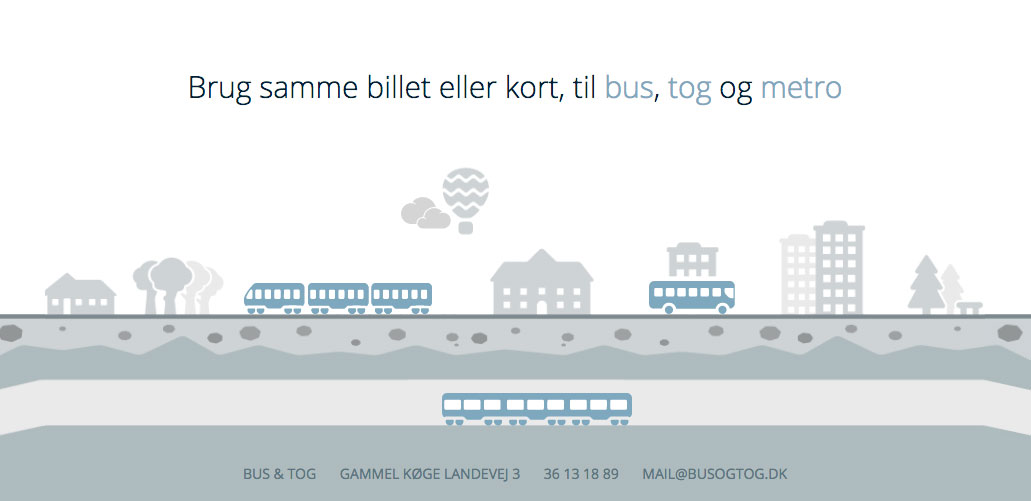 Brug samme billet eller kort, til bus, tog og metro
BUS & TOG GAMMEL KØGE LANDEVEJ 3 36 13 18 89 MAIL@BUSOGTOG.DK